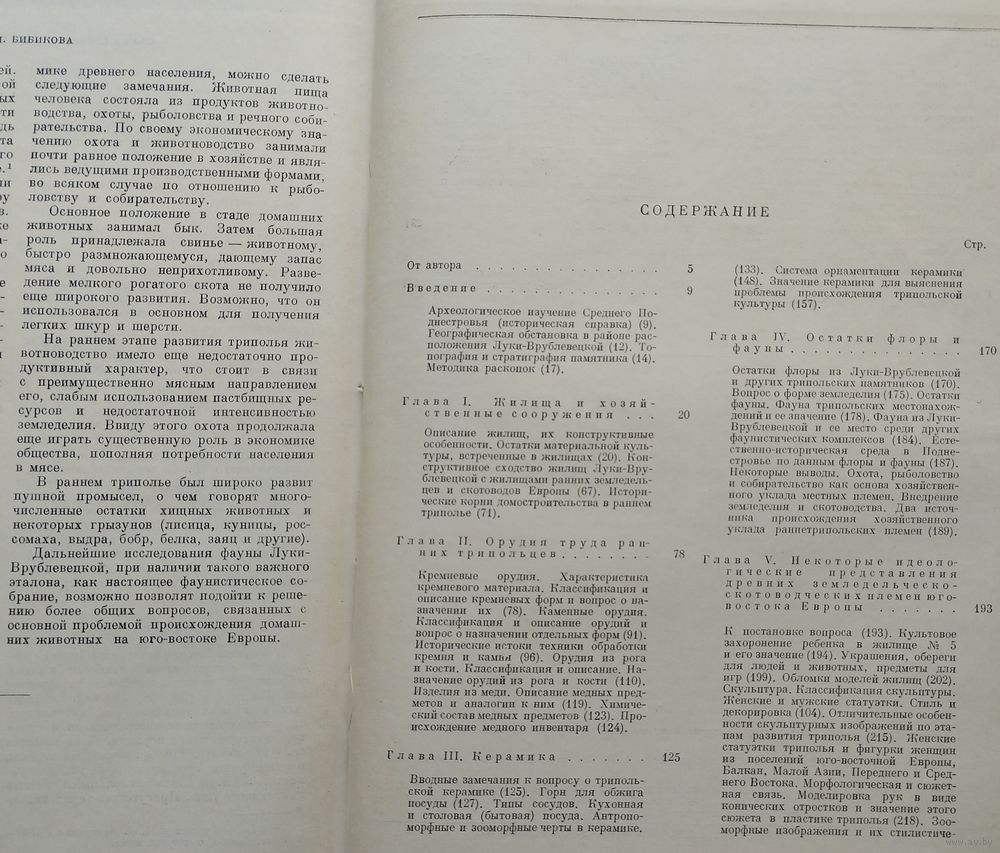 . БИБИКОВА
ей.
ой
ых
ти
дь
та
го
.¹
ли
ру
в.
ке
о
е
мике древнего населения, можно сделать
следующие замечания. Животная пища
человека состояла из продуктов животно-
водства, охоты, рыболовства и речного соби-
рательства. По своему экономическому зна-
чению охота и животноводство занимали
почти равное положение в хозяйстве и явля-
лись ведущими производственными формами,
во всяком случае по отношению к рыбо-
ловству и собирательству.
Основное положение в стаде домашних
животных занимал бык. Затем большая
роль принадлежала свинье — животному,
быстро размножающемуся, дающему запас
мяса и довольно неприхотливому. Разве-
дение мелкого рогатого скота не получило
еще широкого развития. Возможно, что он
использовался в основном для получения
легких шкур и шерсти.
На раннем этапе развития триполья жи-
вотноводство имело еще недостаточно про-
дуктивный характер, что стоит в связи
с преимущественно мясным направлением
его, слабым использованием пастбищных ре-
сурсов и недостаточной интенсивностью
земледелия. Ввиду этого охота продолжала
еще играть существенную роль в экономике
общества, пополняя потребности населения
в мясе.
В раннем триполье был широко развит
пушной промысел, о чем говорят много-
численные остатки хищных животных и
некоторых грызунов (лисица, куницы, рос-
сомаха, выдра, бобр, белка, заяц и другие).
Дальнейшие исследования фауны Луки-
Врублевецкой, при наличии такого важного
эталона, как настоящее фаунистическое со-
брание, возможно позволят подойти к реше-
нию более общих вопросов, связанных с
основной проблемой происхождения домаш-
них животных на юго-востоке Европы.
СОДЕРЖАНИЕ
Стр.
От автора . . . . . . . . . . . . . . . . 5
Введение . . . . . . . . . . . . . . . 9
Археологическое изучение Среднего По-
днестровья (историческая справка) (9).
Географическая обстановка в районе рас-
положения Луки-Врублевецкой (12). То-
пография и стратиграфия памятника (14).
Методика раскопок (17).
Глава I. Жилища и хозяй-
ственные сооружения . . . 20
Описание жилищ, их конструктивные
особенности. Остатки материальной куль-
туры, встреченные в жилищах (20). Кон-
структивное сходство жилищ Луки-Вру-
блевецкой с жилищами ранних земледель-
цев и скотоводов Европы (67). Истори-
ческие корни домостроительства в раннем
триполье (71).
Глава II. Орудия труда ран-
них трипольцев . . . . . . . . 78
Кремневые орудия. Характеристика
кремневого материала. Классификация и
описание кремневых форм и вопрос о на-
значении их (78). Каменные орудия.
Классификация и описание орудий и
вопрос о назначении отдельных форм (91).
Исторические истоки техники обработки
кремня и камня (96). Орудия из рога
и кости. Классификация и описание. На-
значение орудий из рога и кости (110).
Изделия из меди. Описание медных пред-
метов и аналогии к ним (119). Химиче-
ский состав медных предметов (123). Про-
исхождение медного инвентаря (124).
Глава III. Керамика . . . . . . . 125
Вводные замечания к вопросу о триполь-
ской керамике (125). Горн для обжига
посуды (127). Типы сосудов. Кухонная
и столовая (бытовая) посуда. Антропо-
морфные и зооморфные черты в керамике.
(133). Система орнаментации керамики
(148). Значение керамики для выяснения
проблемы происхождения трипольской
культуры (157).
Глава IV. Остатки флоры и
фауны . . . . . . . . . . . . . . . 170
Остатки флоры из Луки-Врублевецкой
и других трипольских памятников (170).
Вопрос о форме земледелия (175). Остатки
фауны. Фауна трипольских местонахож-
дений и ее значение (178). Фауна из Луки-
Врублевецкой и ее место среди других
фаунистических комплексов (184). Есте-
ственно-историческая среда в Подне-
стровье по данным флоры и фауны (187).
Некоторые выводы. Охота, рыболовство
и собирательство как основа хозяйствен-
ного уклада местных племен. Внедрение
земледелия и скотоводства. Два источ-
ника происхождения хозяйственного
уклада раннетрипольских племен (189).
Глава V. Некоторые идеоло-
гические представления
древних земледельческо-
скотоводческих племен юго-
востока Европы . . . . . . . 193
К постановке вопроса (193). Культовое
захоронение ребенка в жилище № 5
и его значение (194). Украшения, обереги
для людей и животных, предметы для
игр (199). Обломки моделей жилищ (202).
Скульптура. Классификация скульптуры.
Женские и мужские статуэтки. Стиль и
декорировка (104). Отличительные особен-
ности скульптурных изображений по эта-
пам развития триполья (215). Женские
статуэтки триполья и фигурки женщин
из поселений юго-восточной Европы,
Балкан, Малой Азии, Переднего и Сред-
него Востока. Морфологическая и сюжет-
ная связь. Моделировка рук в виде
конических отростков и значение этого
сюжета в пластике триполья (218). Зоо-
морфные изображения и их стилистиче-
www.ay.by